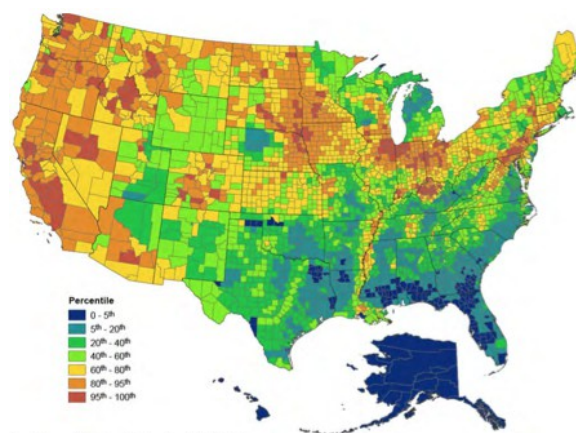 Percentile
0 - 5th
5th - 20th
20th - 40th
40th - 60th
60th - 80th
80th - 95th
95th - 100th